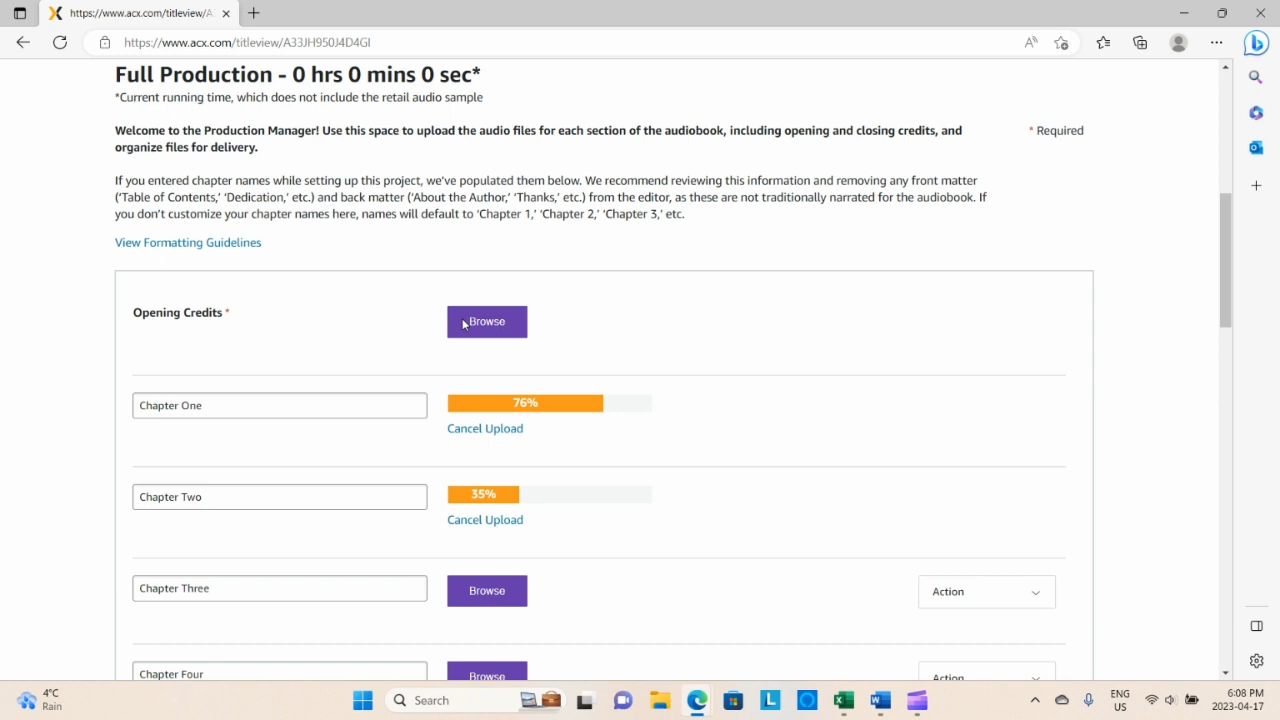 https://www.acx.com/titleview/A
https://www.acx.com/titleview/A33JH950J4D4GI
Full Production - 0 hrs 0 mins 0 sec*
*Current running time, which does not include the retail audio sample
Welcome to the Production Manager! Use this space to upload the audio files for each section of the audiobook, including opening and closing credits, and
organize files for delivery.
* Required
If you entered chapter names while setting up this project, we've populated them below. We recommend reviewing this information and removing any front matter
('Table of Contents,' 'Dedication,' etc.) and back matter ('About the Author,' 'Thanks,' etc.) from the editor, as these are not traditionally narrated for the audiobook. If
you don't customize your chapter names here, names will default to 'Chapter 1,' 'Chapter 2,' 'Chapter 3,' etc.
View Formatting Guidelines
Opening Credits *
Browse
Chapter One
76%
Cancel Upload
Chapter Two
35%
Cancel Upload
Chapter Three
Browse
Action
Chapter Four
Browse
Action
4°C
Rain
Search
ENG
US
6:08 PM
2023-04-17